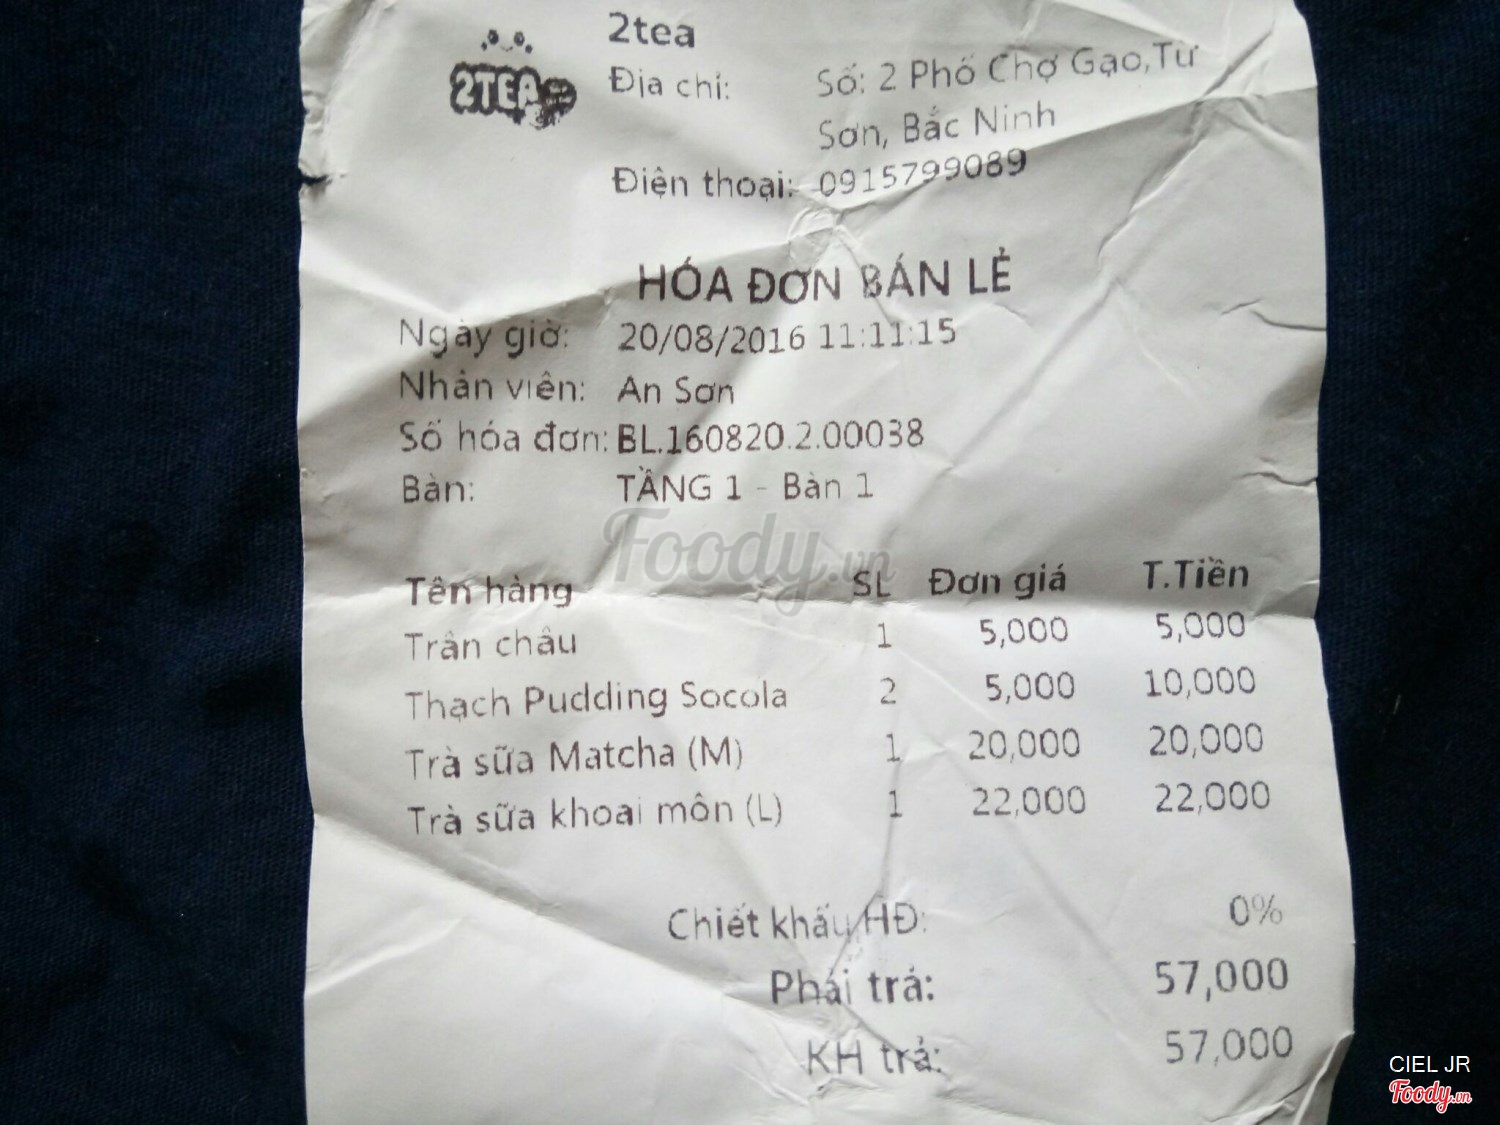 2TEA
2tea
Địa chỉ: Số: 2 Phố Chợ Gạo,Từ
Sơn, Bắc Ninh
Điện thoại: 0915799089
HÓA ĐƠN BÁN LẺ
Ngày giờ: 20/08/2016 11:11:15
Nhân viên: An Sơn
Số hóa đơn: BL.160820.2.00038
Bàn: TẦNG 1 - Bàn 1
Foody.vn
Tên hàng SL Đơn giá T.Tiền
Trân châu 1 5,000 5,000
Thạch Pudding Socola 2 5,000 10,000
Trà sữa Matcha (M) 1 20,000 20,000
Trà sữa khoai môn (L) 1 22,000 22,000
Chiết khấu HĐ: 0%
Phải trả: 57,000
KH trả: 57,000
CIEL JR
Foody.vn